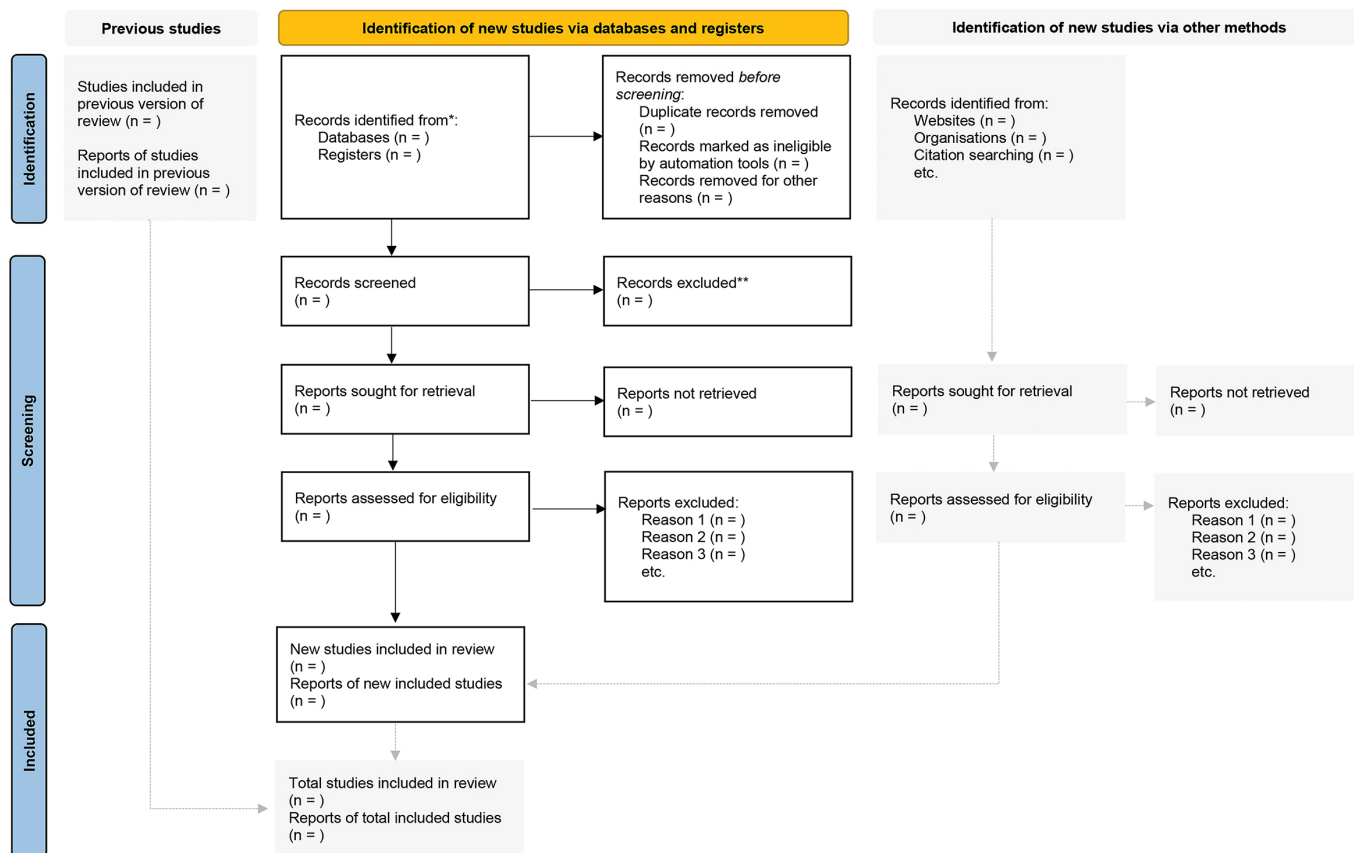 Previous studies
Identification of new studies via databases and registers
Identification of new studies via other methods
Identification
Studies included in
previous version of
review (n = )
Reports of studies
included in previous
version of review (n = )
Records identified from*:
Databases (n = )
Registers (n = )
Records removed before
screening:
Duplicate records removed
(n = )
Records marked as ineligible
by automation tools (n = )
Records removed for other
reasons (n = )
Records identified from:
Websites (n = )
Organisations (n = )
Citation searching (n = )
etc.
Screening
Records screened
(n = )
Records excluded**
(n = )
Reports sought for retrieval
(n = )
Reports not retrieved
(n = )
Reports sought for retrieval
(n = )
Reports not retrieved
(n = )
Reports assessed for eligibility
(n = )
Reports excluded:
Reason 1 (n = )
Reason 2 (n = )
Reason 3 (n = )
etc.
Reports assessed for eligibility
(n = )
Reports excluded:
Reason 1 (n = )
Reason 2 (n = )
Reason 3 (n = )
etc.
Included
New studies included in review
(n = )
Reports of new included studies
(n = )
Total studies included in review
(n = )
Reports of total included studies
(n = )